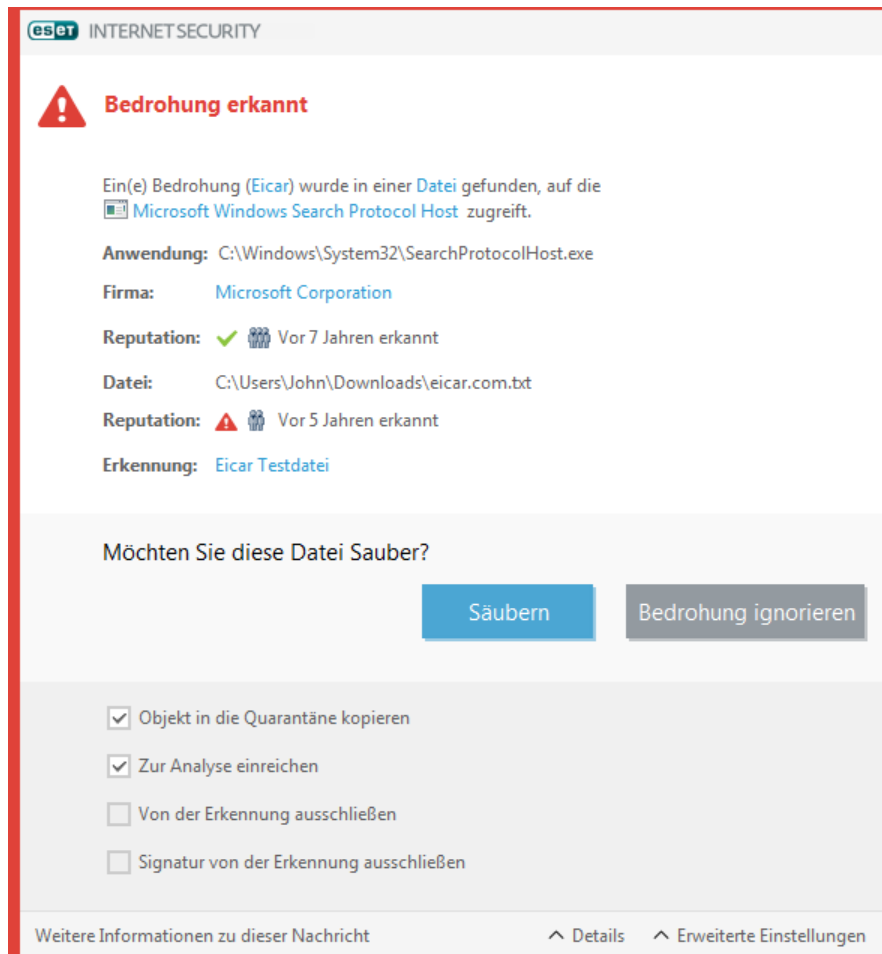 eseT INTERNET SECURITY
Bedrohung erkannt
Ein(e) Bedrohung (Eicar) wurde in einer Datei gefunden, auf die
Microsoft Windows Search Protocol Host zugreift.
Anwendung: C:\Windows\System32\SearchProtocolHost.exe
Firma: Microsoft Corporation
Reputation: Vor 7 Jahren erkannt
Datei: C:\Users\John\Downloads\eicar.com.txt
Reputation: Vor 5 Jahren erkannt
Erkennung: Eicar Testdatei
Möchten Sie diese Datei Sauber?
Säubern Bedrohung ignorieren
Objekt in die Quarantäne kopieren
Zur Analyse einreichen
Von der Erkennung ausschließen
Signatur von der Erkennung ausschließen
Weitere Informationen zu dieser Nachricht Details Erweiterte Einstellungen